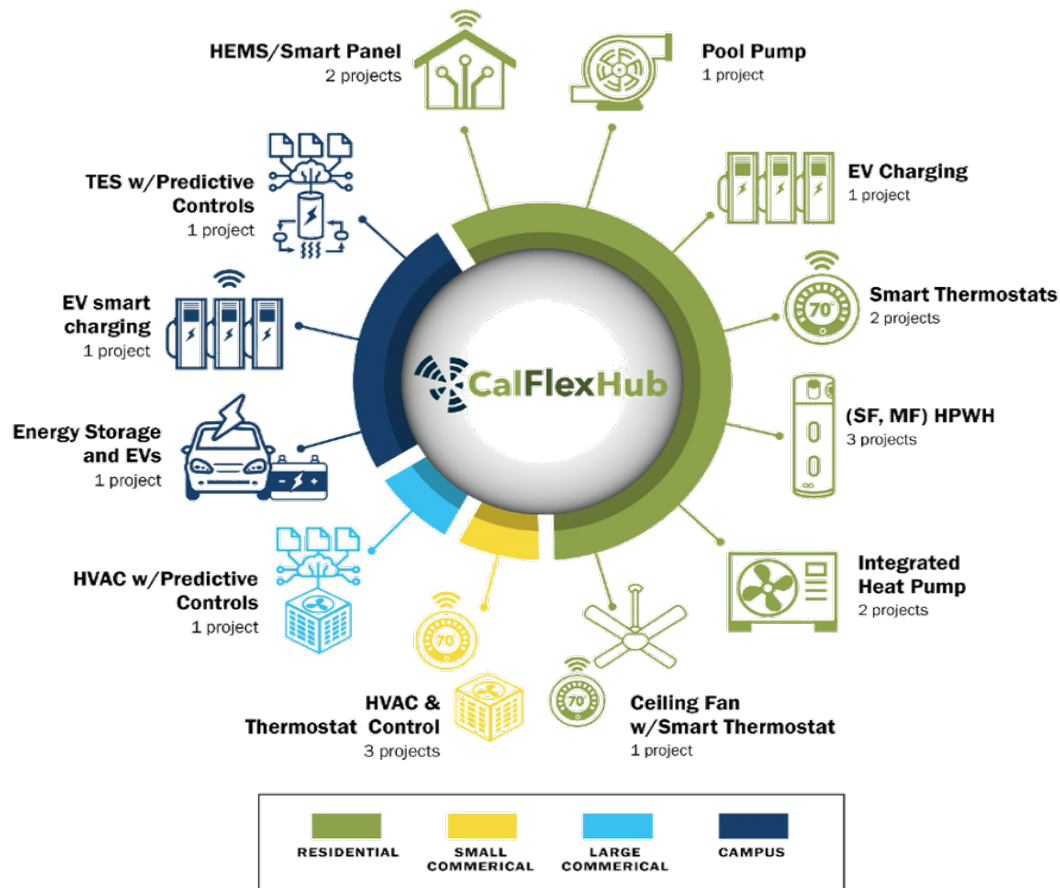 HEMS/Smart Panel
2 projects
Pool Pump
1 project
EV Charging
1 project
Smart Thermostats
2 projects
70°
(SF, MF) HPWH
3 projects
Integrated
Heat Pump
2 projects
Ceiling Fan
w/Smart Thermostat
1 project
70°
HVAC &
Thermostat Control
3 projects
70°
HVAC w/Predictive
Controls
1 project
Energy Storage
and EVs
1 project
EV smart
charging
1 project
TES w/Predictive
Controls
1 project
CalFlexHub
RESIDENTIAL
SMALL
COMMERICAL
LARGE
COMMERICAL
CAMPUS